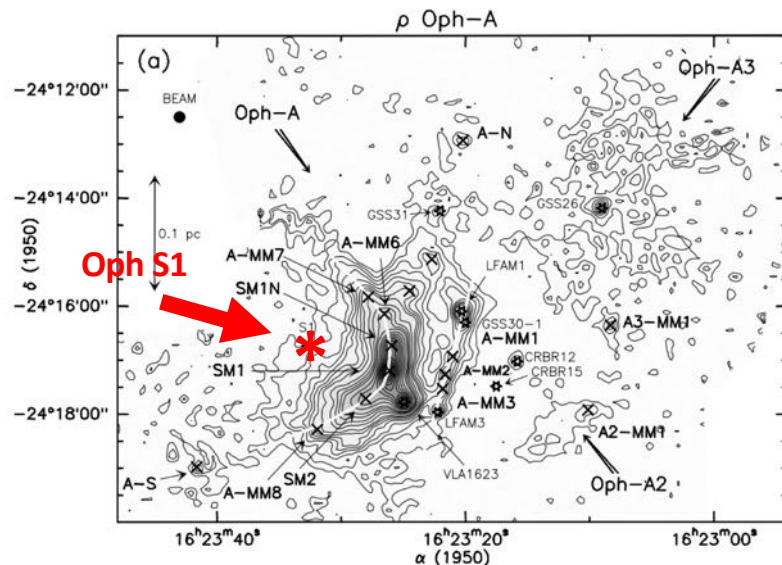 ρ Oph-A
(a)
Oph-A3
-24°12'00"
BEAM
Oph-A
A-N
-24°14'00"
GSS31
GSS26
0.1 pc
A-MM6
A-MM7
LFAM1
Oph S1
SM1N
-24°16'00"
S1
GSS30-1
A3-MM1
A-MM1
CRBR12
SM1
A-MM2
CRBR15
A-MM3
-24°18'00"
A2-MM1
LFAM3
A-S
SM2
VLA1623
A-MM8
Oph-A2
δ (1950)
16ʰ23ᵐ40ˢ
16ʰ23ᵐ20ˢ
16ʰ23ᵐ00ˢ
α (1950)